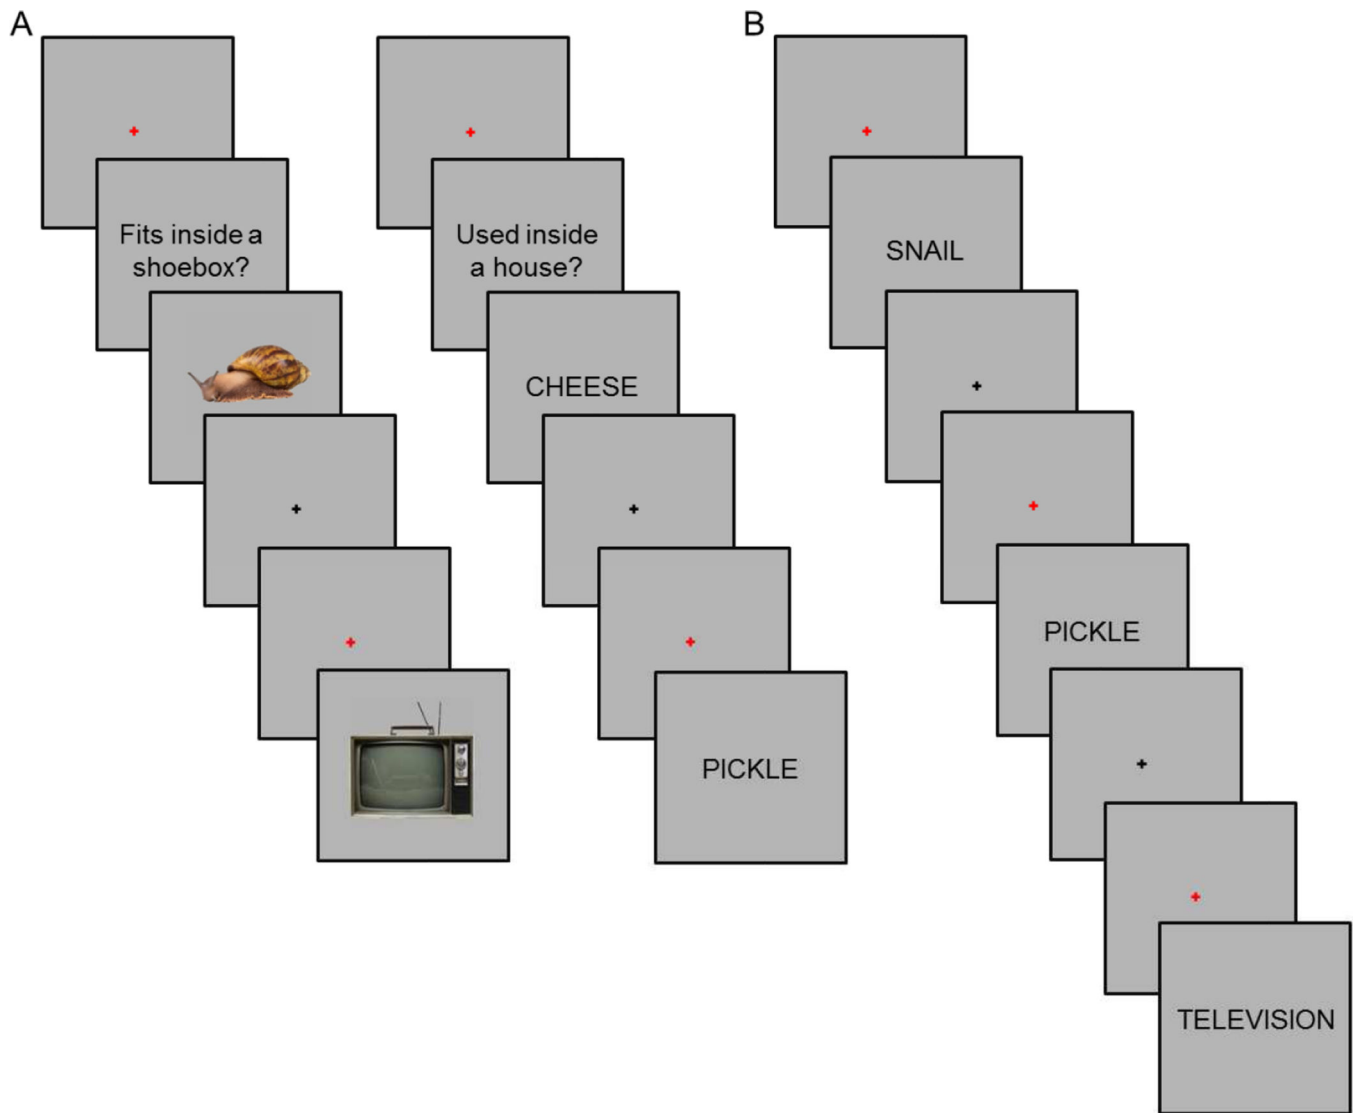 A
Fits inside a
shoebox?
Used inside
a house?
CHEESE
PICKLE
B
SNAIL
PICKLE
TELEVISION